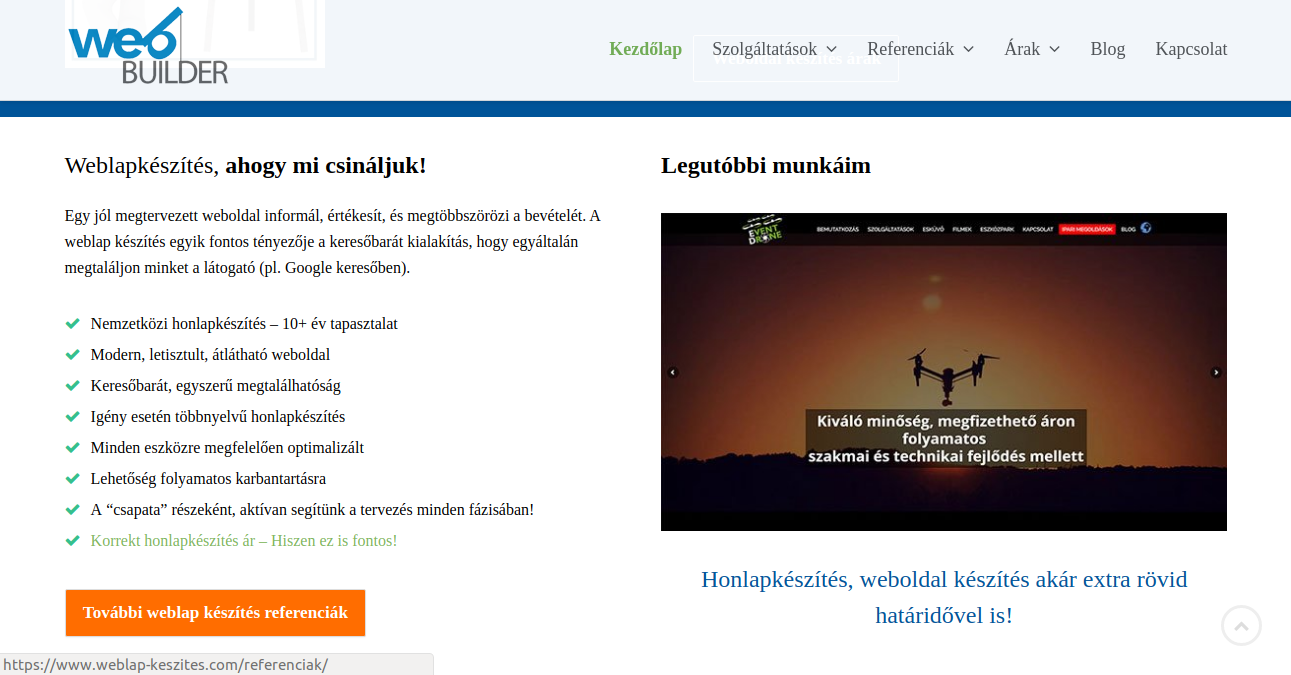 web
BUILDER
Kezdőlap Szolgáltatások Referenciák Árak Blog Kapcsolat
Weboldal készítés árak
Weblapkészítés, ahogy mi csináljuk!
Egy jól megtervezett weboldal informál, értékesít, és megtöbbszörözi a bevételét. A
weblap készítés egyik fontos tényezője a keresőbarát kialakítás, hogy egyáltalán
megtaláljon minket a látogató (pl. Google keresőben).
Nemzetközi honlapkészítés – 10+ év tapasztalat
Modern, letisztult, átlátható weboldal
Keresőbarát, egyszerű megtalálhatóság
Igény esetén többnyelvű honlapkészítés
Minden eszközre megfelelően optimalizált
Lehetőség folyamatos karbantartásra
A “csapata” részeként, aktívan segítünk a tervezés minden fázisában!
Korrekt honlapkészítés ár – Hiszen ez is fontos!
További weblap készítés referenciák
Legutóbbi munkáim
EVENT
DRONE
BEMUTATKOZÁS SZOLGÁLTATÁSOK ESKÜVŐ FILMEK ESZKÖZPARK KAPCSOLAT IPARI MEGOLDÁSOK BLOG
Kiváló minőség, megfizethető áron
folyamatos
szakmai és technikai fejlődés mellett
Honlapkészítés, weboldal készítés akár extra rövid
határidővel is!
https://www.weblap-keszites.com/referenciak/